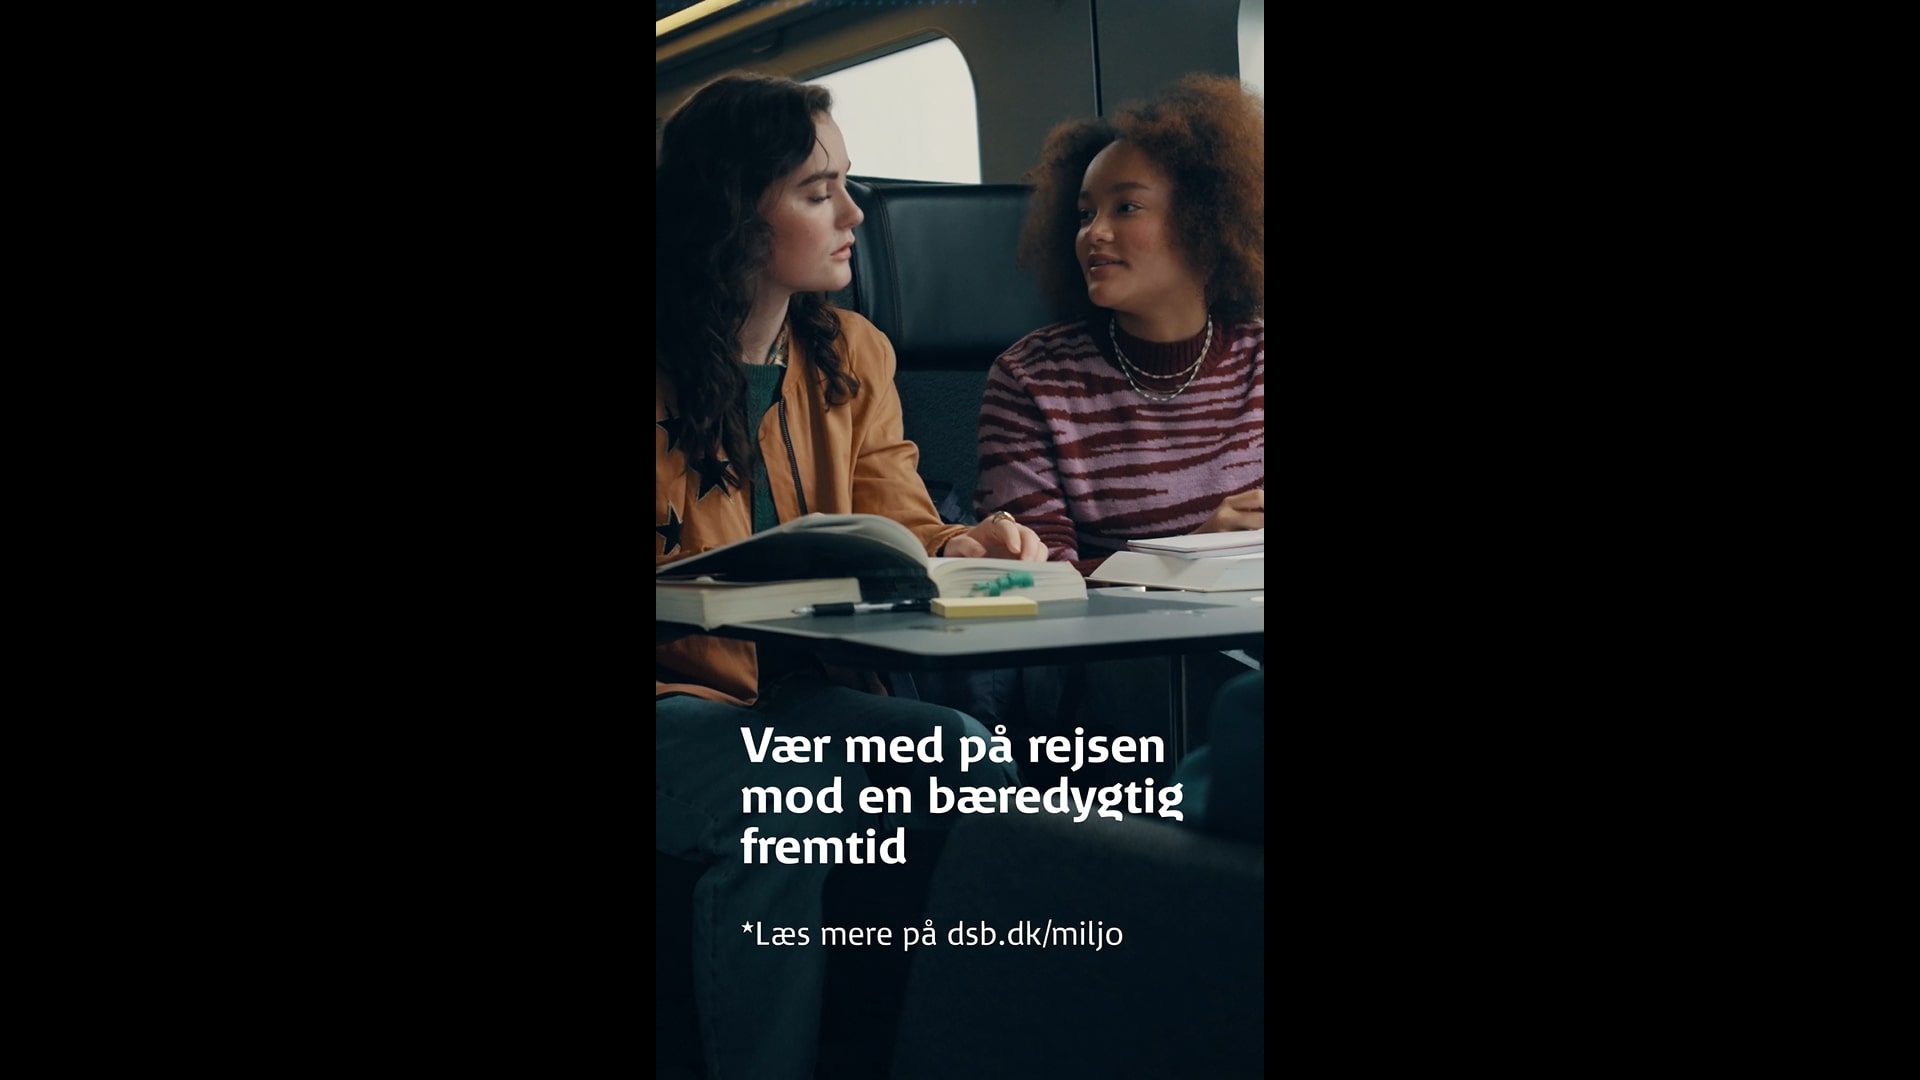 Vær med på rejsen
mod en bæredygtig
fremtid
*Læs mere på dsb.dk/miljo